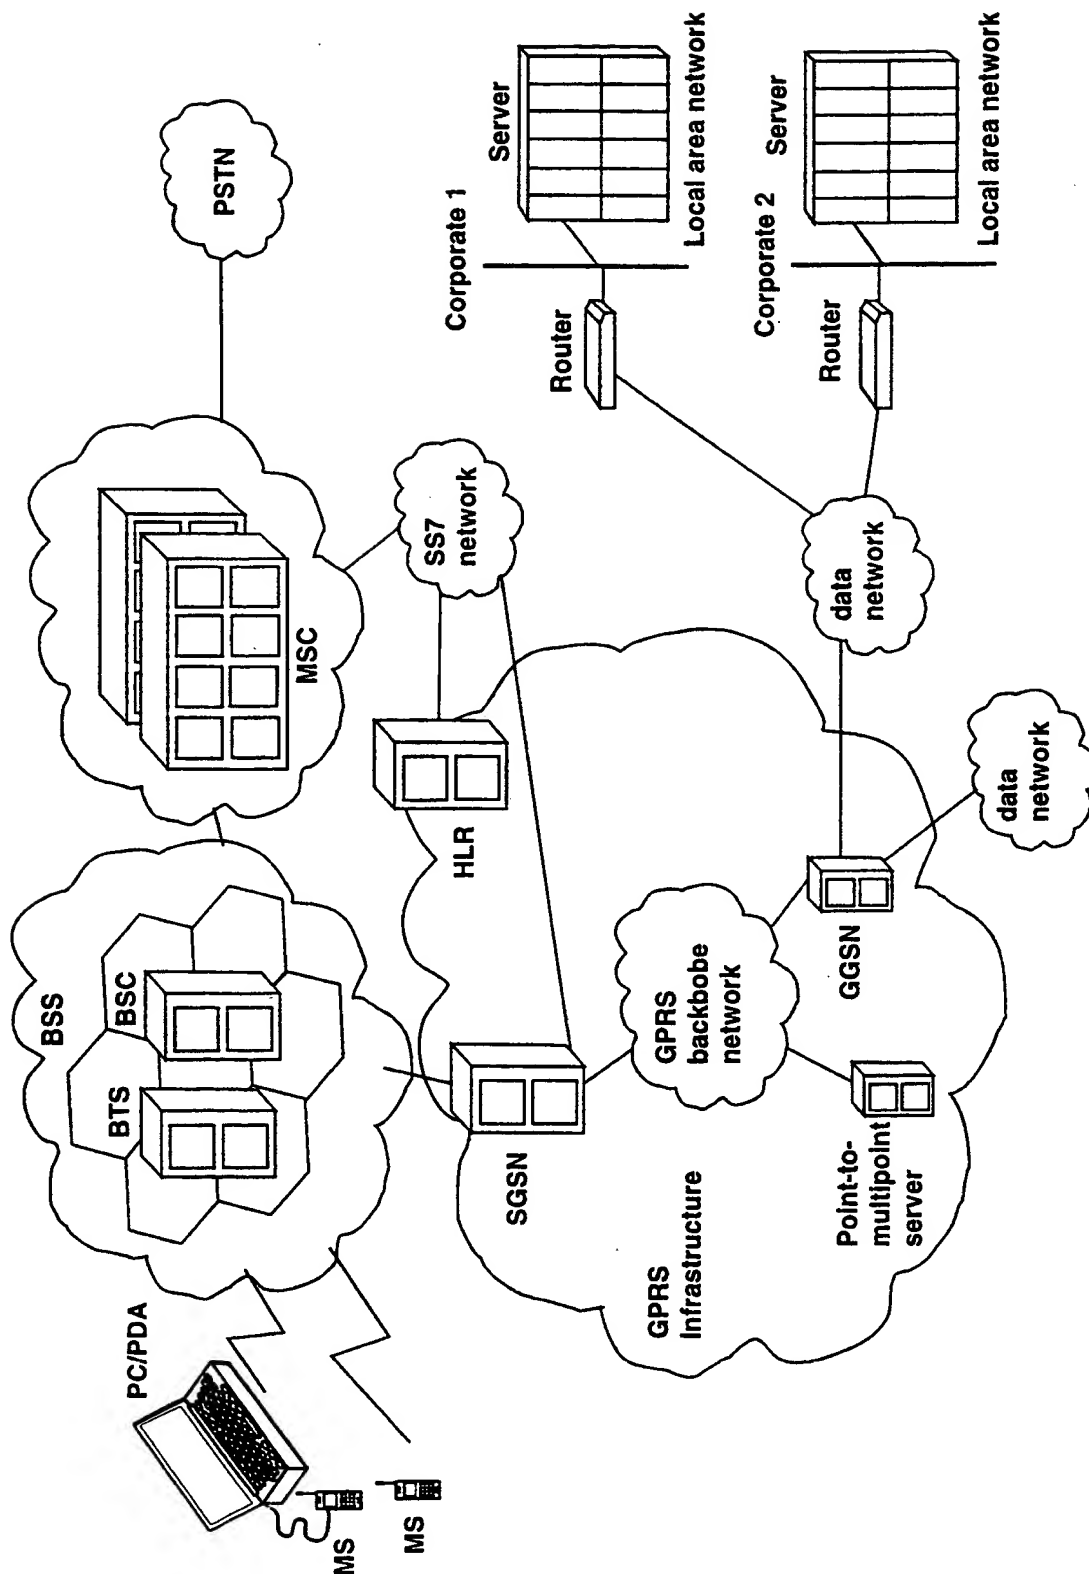 PC/PDA
MS
MS
BSS
BTS
BSC
MSC
PSTN
SGSN
HLR
SS7
network
GPRS
Infrastructure
GPRS
backbobe
network
Point-to-
multipoint
server
GGSN
data
network
data
network
Corporate 1
Router
Server
Local area network
Corporate 2
Router
Server
Local area network